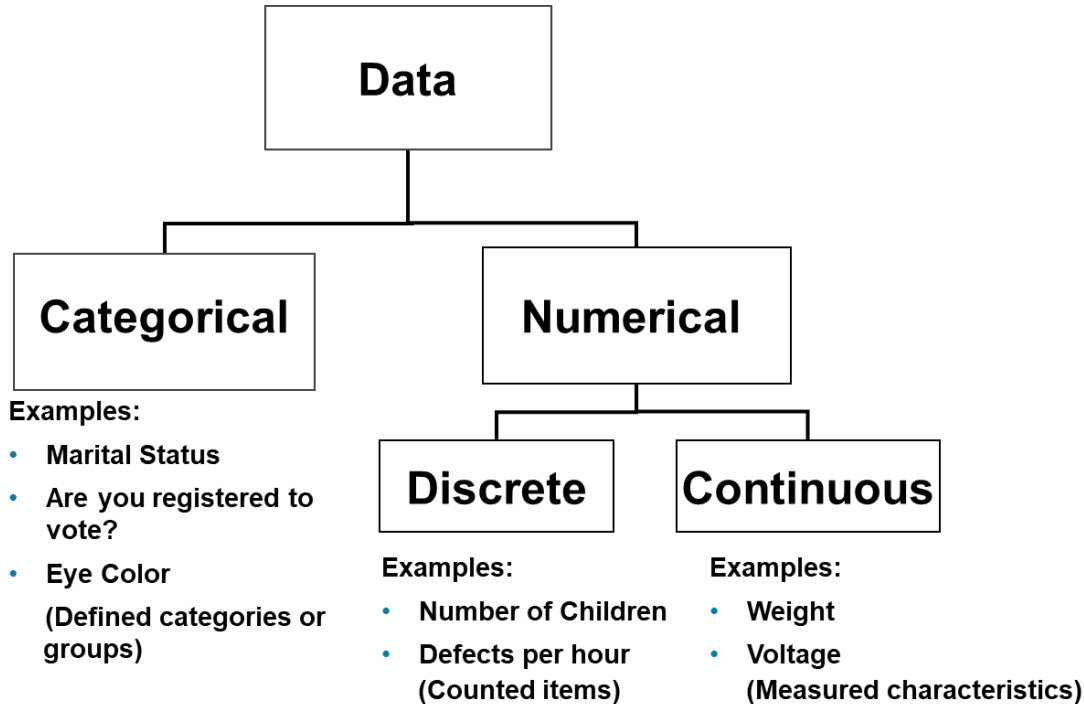 Data
Categorical
Numerical
Examples:
• Marital Status
• Are you registered to
vote?
• Eye Color
(Defined categories or
groups)
Discrete
Continuous
Examples:
• Number of Children
• Defects per hour
(Counted items)
Examples:
• Weight
• Voltage
(Measured characteristics)